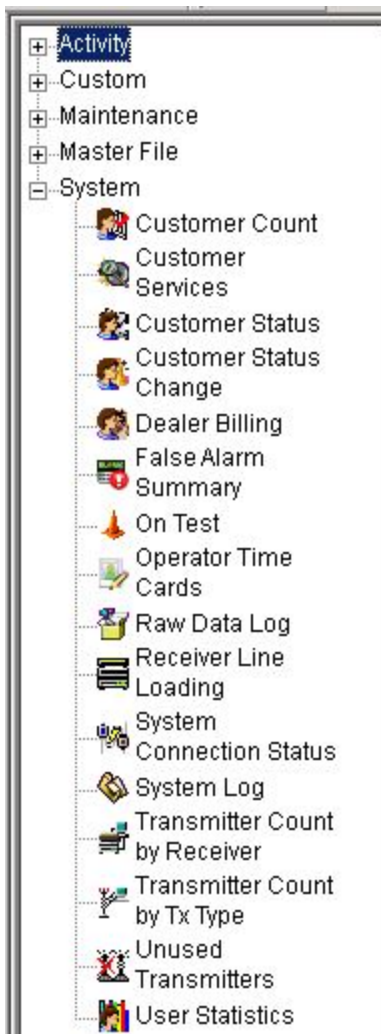 Activity
Custom
Maintenance
Master File
System
Customer Count
Customer
Services
Customer Status
Customer Status
Change
Dealer Billing
False Alarm
Summary
On Test
Operator Time
Cards
Raw Data Log
Receiver Line
Loading
System
Connection Status
System Log
Transmitter Count
by Receiver
Transmitter Count
by Tx Type
Unused
Transmitters
User Statistics